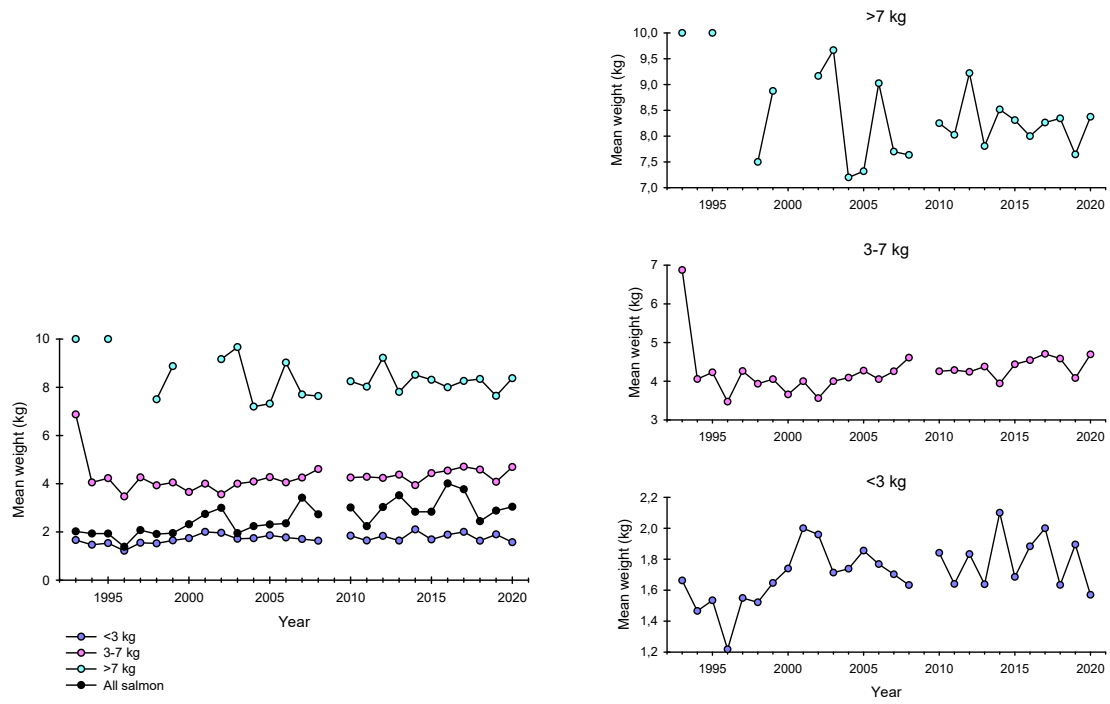 10
8
6
4
2
0
Mean weight (kg)
1995 2000 2005 2010 2015 2020
Year
<3 kg
3-7 kg
>7 kg
All salmon
>7 kg
10,0
9,5
9,0
8,5
8,0
7,5
7,0
Mean weight (kg)
1995 2000 2005 2010 2015 2020
3-7 kg
7
6
5
4
3
Mean weight (kg)
1995 2000 2005 2010 2015 2020
<3 kg
2,2
2,0
1,8
1,6
1,4
1,2
Mean weight (kg)
1995 2000 2005 2010 2015 2020
Year